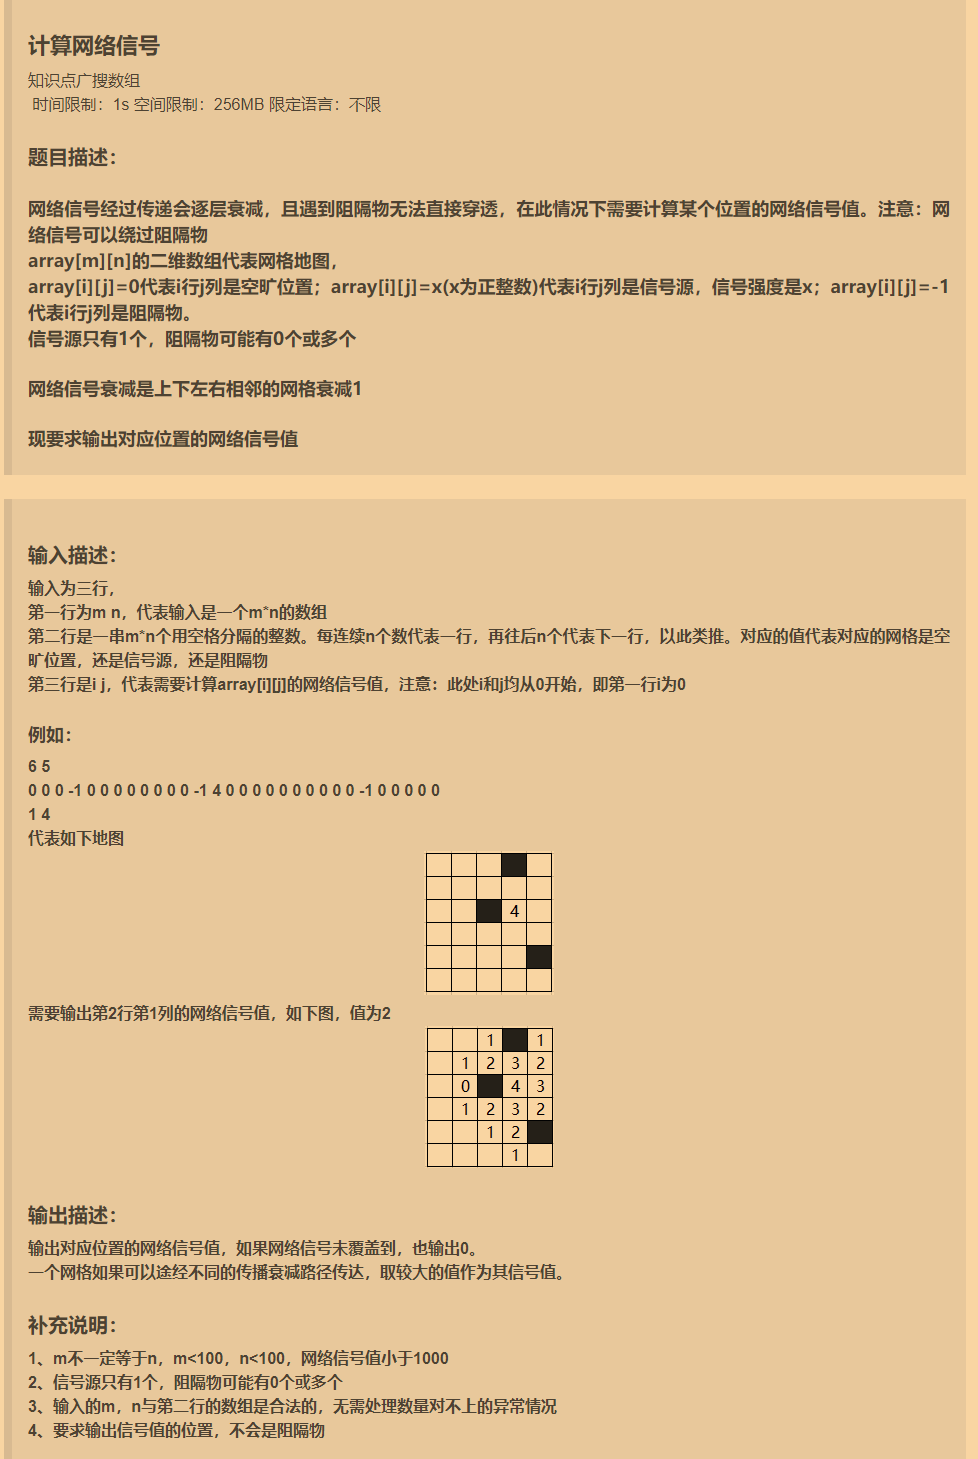 计算网络信号
知识点广搜数组
时间限制：1s 空间限制：256MB 限定语言：不限
题目描述：
网络信号经过传递会逐层衰减，且遇到阻隔物无法直接穿透，在此情况下需要计算某个位置的网络信号值。注意：网
络信号可以绕过阻隔物
array[m][n]的二维数组代表网格地图，
array[i][j]=0代表i行j列是空旷位置；array[i][j]=x(x为正整数)代表i行j列是信号源，信号强度是x；array[i][j]=-1
代表i行j列是阻隔物。
信号源只有1个，阻隔物可能有0个或多个
网络信号衰减是上下左右相邻的网格衰减1
现要求输出对应位置的网络信号值
输入描述：
输入为三行，
第一行为m n，代表输入是一个m*n的数组
第二行是一串m*n个用空格分隔的整数。每连续n个数代表一行，再往后n个代表下一行，以此类推。对应的值代表对应的网格是空
旷位置，还是信号源，还是阻隔物
第三行是i j，代表需要计算array[i][j]的网络信号值，注意：此处i和j均从0开始，即第一行i为0
例如：
6 5
0 0 0 -1 0 0 0 0 0 0 0 0 -1 4 0 0 0 0 0 0 0 0 0 0 -1 0 0 0 0 0
1 4
代表如下地图
4
需要输出第2行第1列的网络信号值，如下图，值为2
1 1
1 2 3 2
0 4 3
1 2 3 2
1 2
1
输出描述：
输出对应位置的网络信号值，如果网络信号未覆盖到，也输出0。
一个网格如果可以途经不同的传播衰减路径传达，取较大的值作为其信号值。
补充说明：
1、m不一定等于n，m<100，n<100，网络信号值小于1000
2、信号源只有1个，阻隔物可能有0个或多个
3、输入的m，n与第二行的数组是合法的，无需处理数量对不上的异常情况
4、要求输出信号值的位置，不会是阻隔物